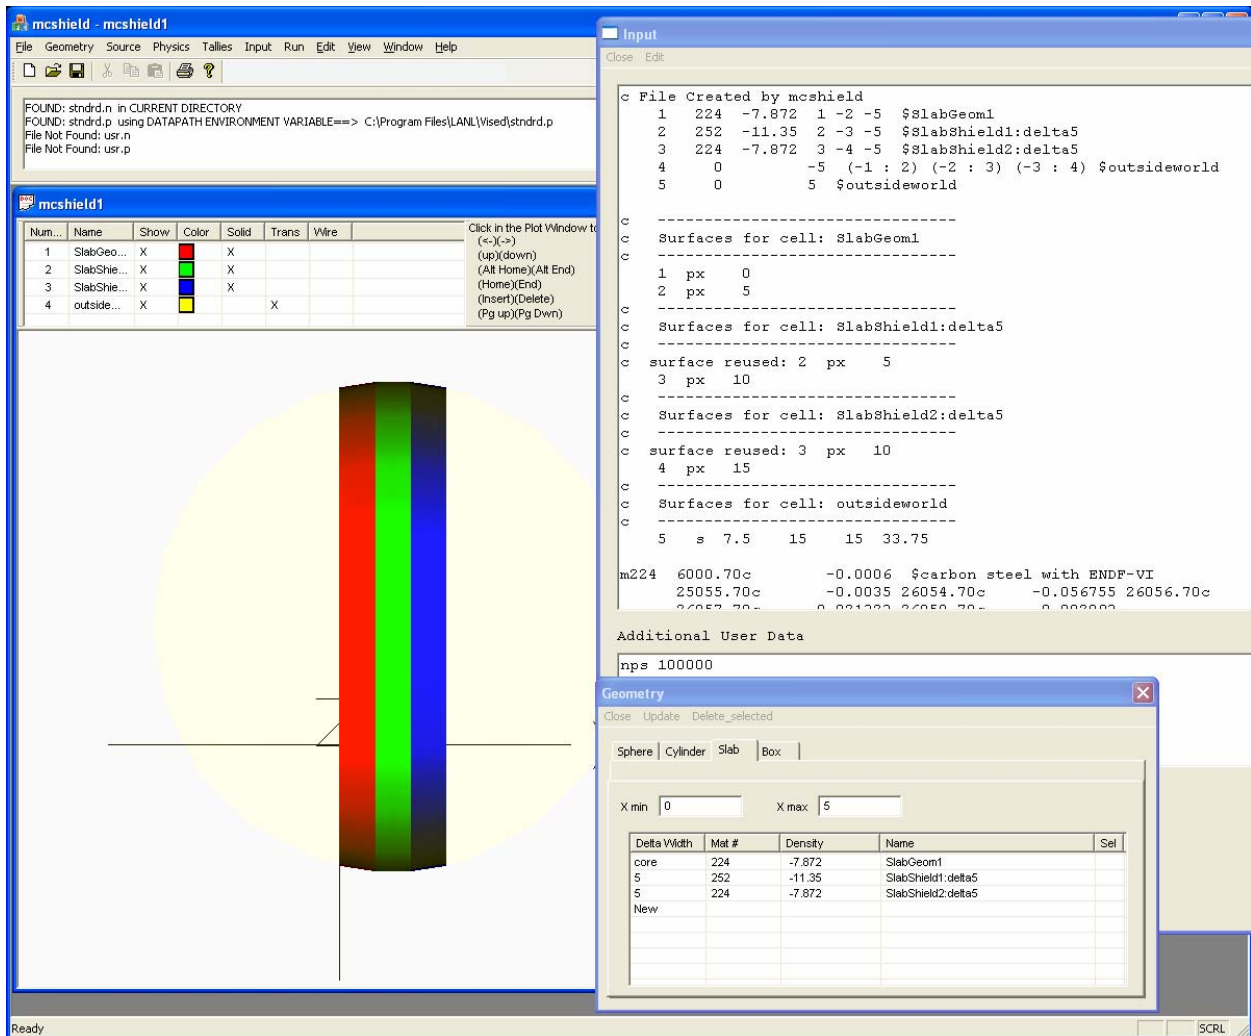 mcshield - mcshield1
File Geometry Source Physics Tallies Input Run Edit View Window Help
FOUND: stndrd.n in CURRENT DIRECTORY
FOUND: stndrd.p using DATAPATH ENVIRONMENT VARIABLE==> C:\Program Files\LANL\Vised\stndrd.p
File Not Found: usr.n
File Not Found: usr.p
mcshield1
Num... Name Show Color Solid Trans Wire
1 SlabGeo... X X
2 SlabShie... X X
3 SlabShie... X X
4 outside... X X
Click in the Plot Window to
(<-)(->)
(up)(down)
(Alt Home)(Alt End)
(Home)(End)
(Insert)(Delete)
(Pg up)(Pg Dwn)
Input
Close Edit
c File Created by mcshield
1 224 -7.872 1 -2 -5 $SlabGeom1
2 252 -11.35 2 -3 -5 $SlabShield1:delta5
3 224 -7.872 3 -4 -5 $SlabShield2:delta5
4 0 -5 (-1 : 2) (-2 : 3) (-3 : 4) $outsideworld
5 0 5 $outsideworld
c -------------------------------
c Surfaces for cell: SlabGeom1
c -------------------------------
1 px 0
2 px 5
c -------------------------------
c Surfaces for cell: SlabShield1:delta5
c -------------------------------
c surface reused: 2 px 5
3 px 10
c -------------------------------
c Surfaces for cell: SlabShield2:delta5
c -------------------------------
c surface reused: 3 px 10
4 px 15
c -------------------------------
c Surfaces for cell: outsideworld
c -------------------------------
5 s 7.5 15 15 33.75
m224 6000.70c -0.0006 $carbon steel with ENDF-VI
25055.70c -0.0035 26054.70c -0.056755 26056.70c
Additional User Data
nps 100000
Geometry
Close Update Delete_selected
Sphere Cylinder Slab Box
X min 0 X max 5
Delta Width Mat # Density Name Sel
core 224 -7.872 SlabGeom1
5 252 -11.35 SlabShield1:delta5
5 224 -7.872 SlabShield2:delta5
New
Ready
SCRL